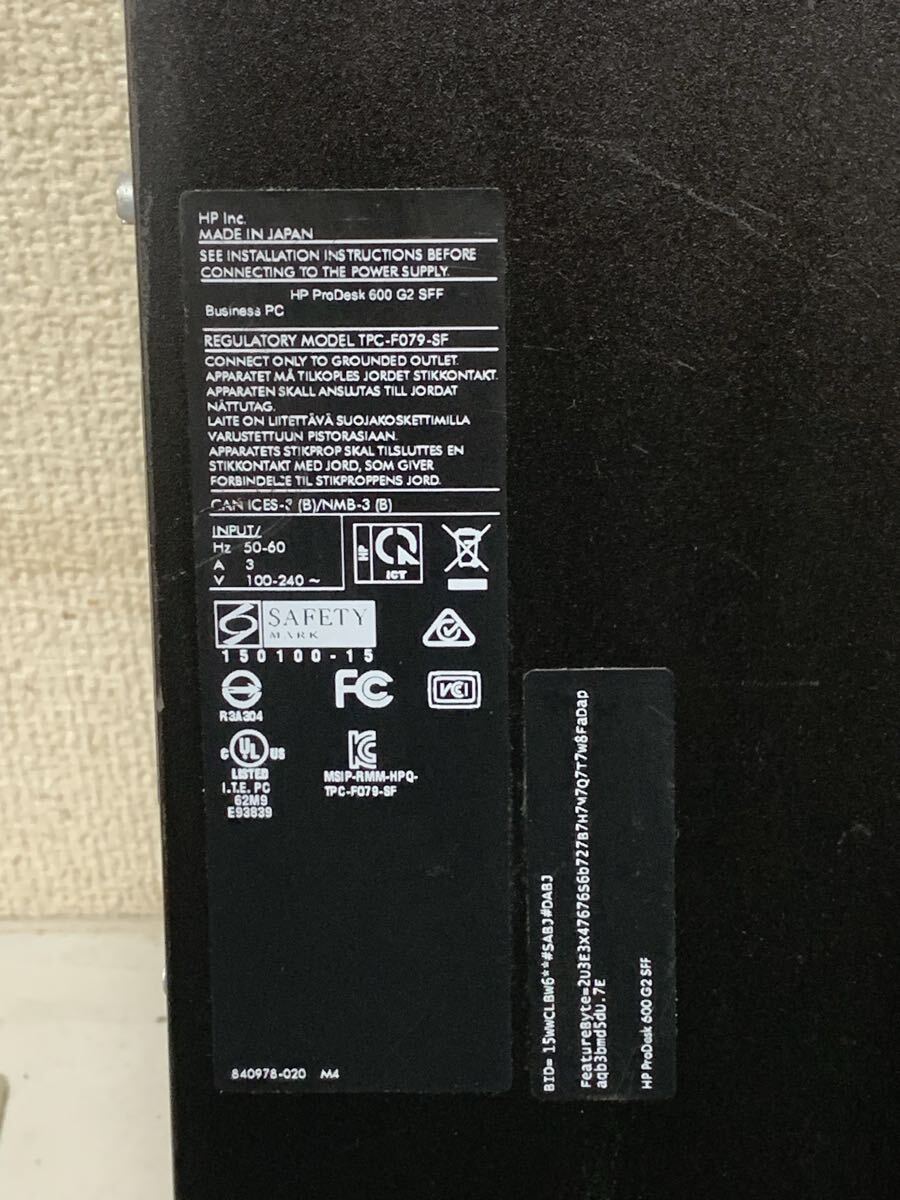 HP Inc.
MADE IN JAPAN
SEE INSTALLATION INSTRUCTIONS BEFORE
CONNECTING TO THE POWER SUPPLY.
HP ProDesk 600 G2 SFF
Business PC
REGULATORY MODEL TPC-F079-SF
CONNECT ONLY TO GROUNDED OUTLET.
APPARATET MÅ TILKOPLES JORDET STIKKONTAKT.
APPARATEN SKALL ANSLUTAS TILL JORDAT
NÄTTUTAG.
LAITE ON LIITETTÄVÄ SUOJAKOSKETTIMILLA
VARUSTETTUUN PISTORASIAAN.
APPARATETS STIKPROP SKAL TILSLUTTES EN
STIKKONTAKT MED JORD, SOM GIVER
FORBINDELSE TIL STIKPROPPENS JORD.
CAN ICES-3 (B)/NMB-3 (B)
INPUT/
Hz 50-60
A 3
V 100-240 ~
HP
ICT
SAFETY
MARK
150100-15
R3A304
FC
VCI
C UL US
LISTED
I.T.E. PC
62M9
E93839
MSIP-RMM-HPQ-
TPC-F079-SF
840978-020 M4
BID= 15WWCLBW6**#SABJ#DABJ
FeatureByte=2U3E3X47676S6b727B7H7M7Q7T7W8FaDap
aqb3bmd5dU.7E
HP ProDesk 600 G2 SFF